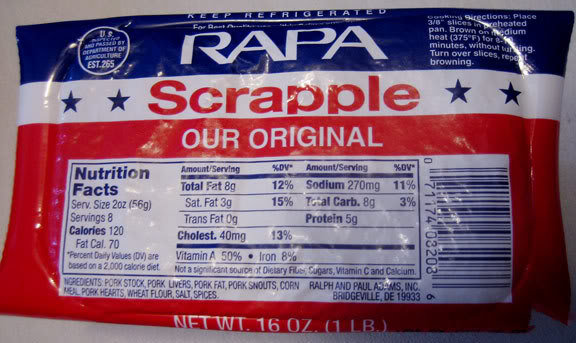 KEEP REFRIGERATED
For Best
U.S.
INSPECTED
AND PASSED BY
DEPARTMENT OF
AGRICULTURE
EST.265
RAPA
Cooking Directions: Place
3/8" slices in preheated
pan. Brown on medium
heat (375°F) for
minutes, without turning.
Turn over slices, repeat
browning.
Scrapple
OUR ORIGINAL
Nutrition
Facts
Serv. Size 2oz (56g)
Servings 8
Calories 120
Fat Cal. 70
*Percent Daily Values (DV) are
based on a 2,000 calorie diet.
Amount/Serving %DV* Amount/Serving %DV*
Total Fat 8g 12% Sodium 270mg 11%
Sat. Fat 3g 15% Total Carb. 8g 3%
Trans Fat 0g Protein 5g
Cholest. 40mg 13%
Vitamin A 50% • Iron 8%
Not a significant source of Dietary Fiber, Sugars, Vitamin C and Calcium.
INGREDIENTS: PORK STOCK, PORK LIVERS, PORK FAT, PORK SNOUTS, CORN
MEAL, PORK HEARTS, WHEAT FLOUR, SALT, SPICES.
RALPH AND PAUL ADAMS, INC.
BRIDGEVILLE, DE 19933
0 71174 03203 6
NET WT. 16 OZ. (1 LB.)